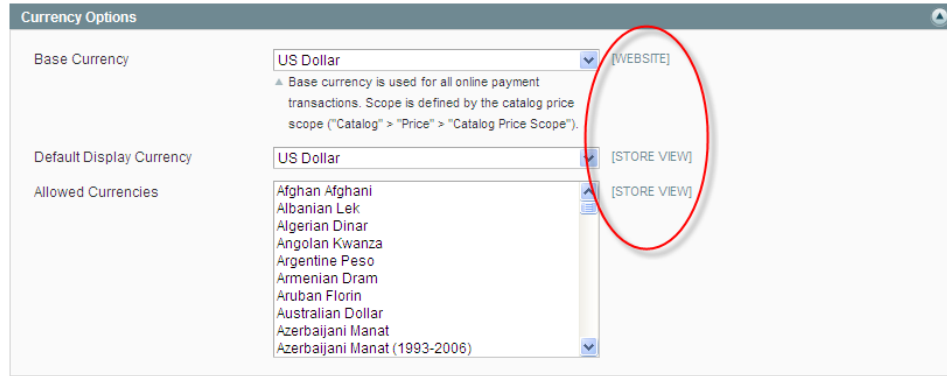 Currency Options
Base Currency US Dollar [WEBSITE]
Base currency is used for all online payment
transactions. Scope is defined by the catalog price
scope ("Catalog" > "Price" > "Catalog Price Scope").
Default Display Currency US Dollar [STORE VIEW]
Allowed Currencies Afghan Afghani [STORE VIEW]
Albanian Lek
Algerian Dinar
Angolan Kwanza
Argentine Peso
Armenian Dram
Aruban Florin
Australian Dollar
Azerbaijani Manat
Azerbaijani Manat (1993-2006)